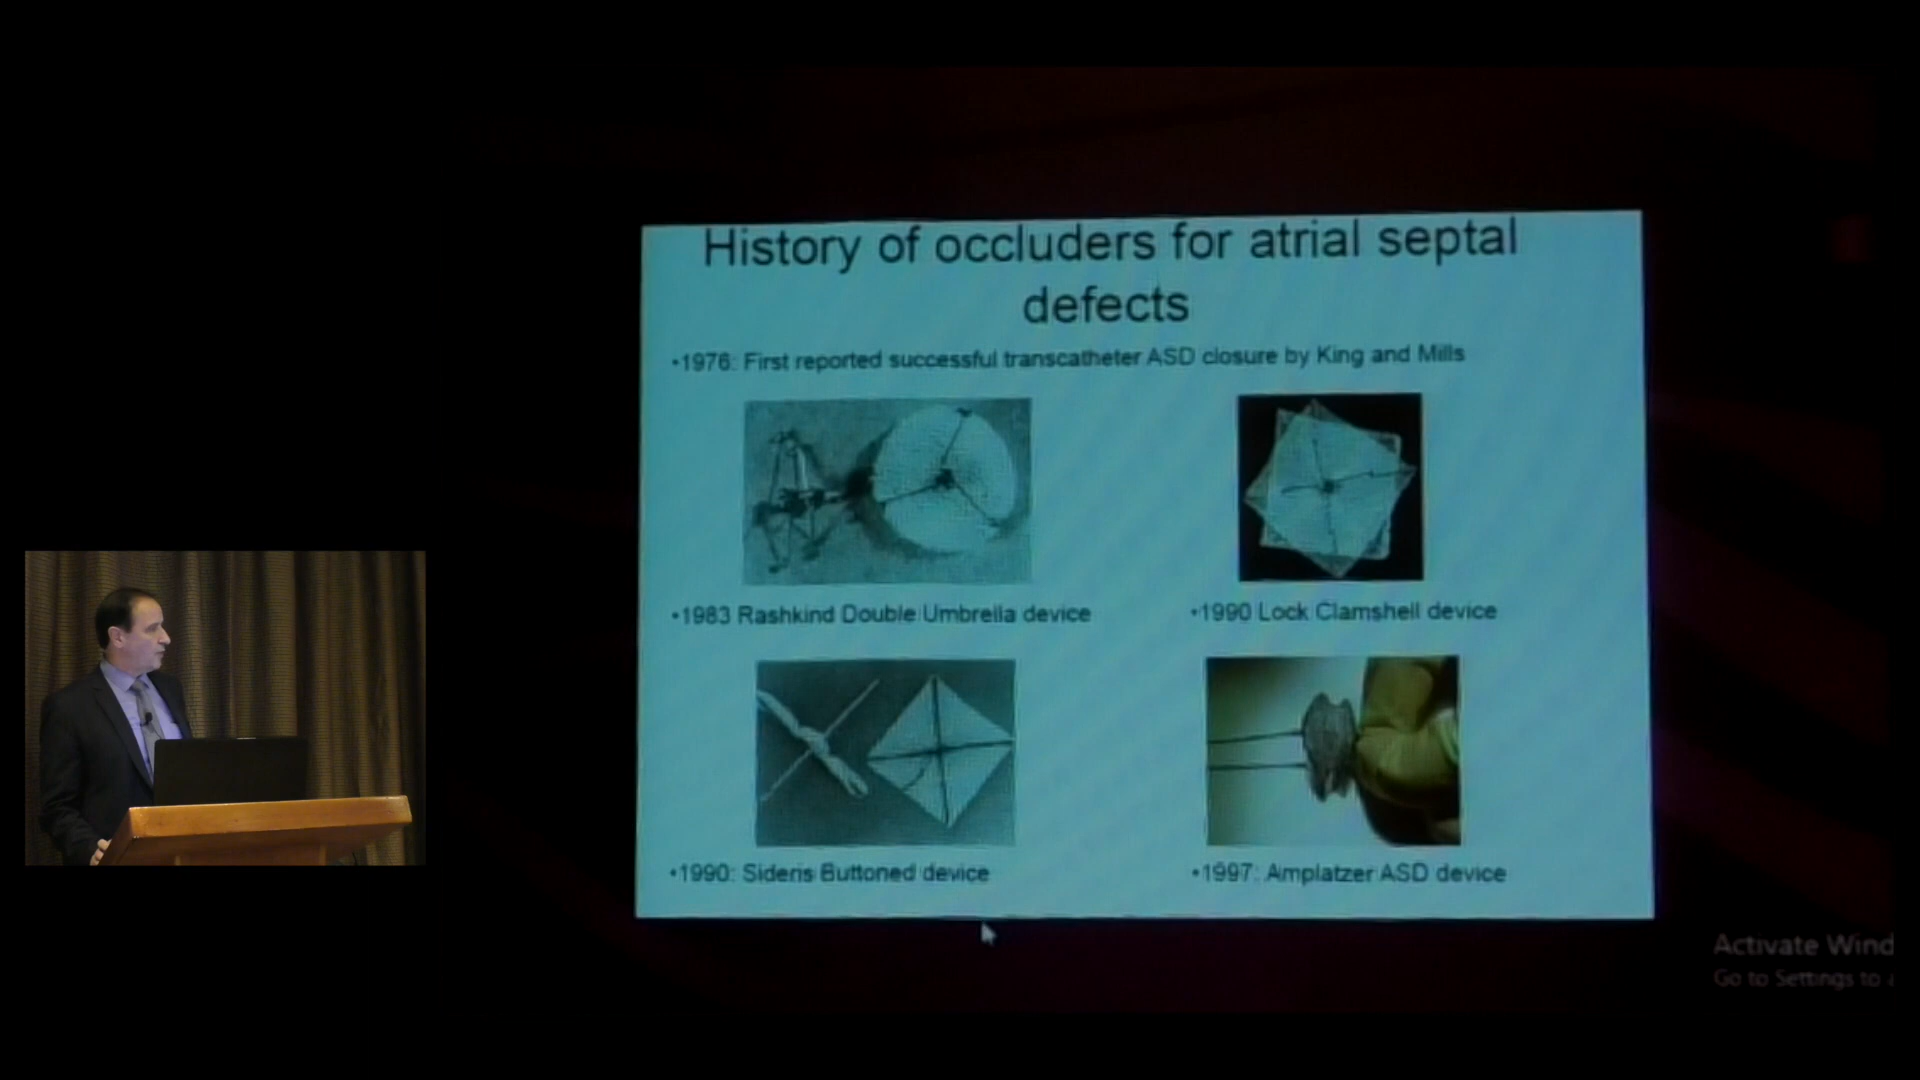 History of occluders for atrial septal
defects
•1976: First reported successful transcatheter ASD closure by King and Mills
•1983 Rashkind Double Umbrella device
•1990 Lock Clamshell device
•1990: Sideris Buttoned device
•1997: Amplatzer ASD device
Activate Wind
Go to Settings to